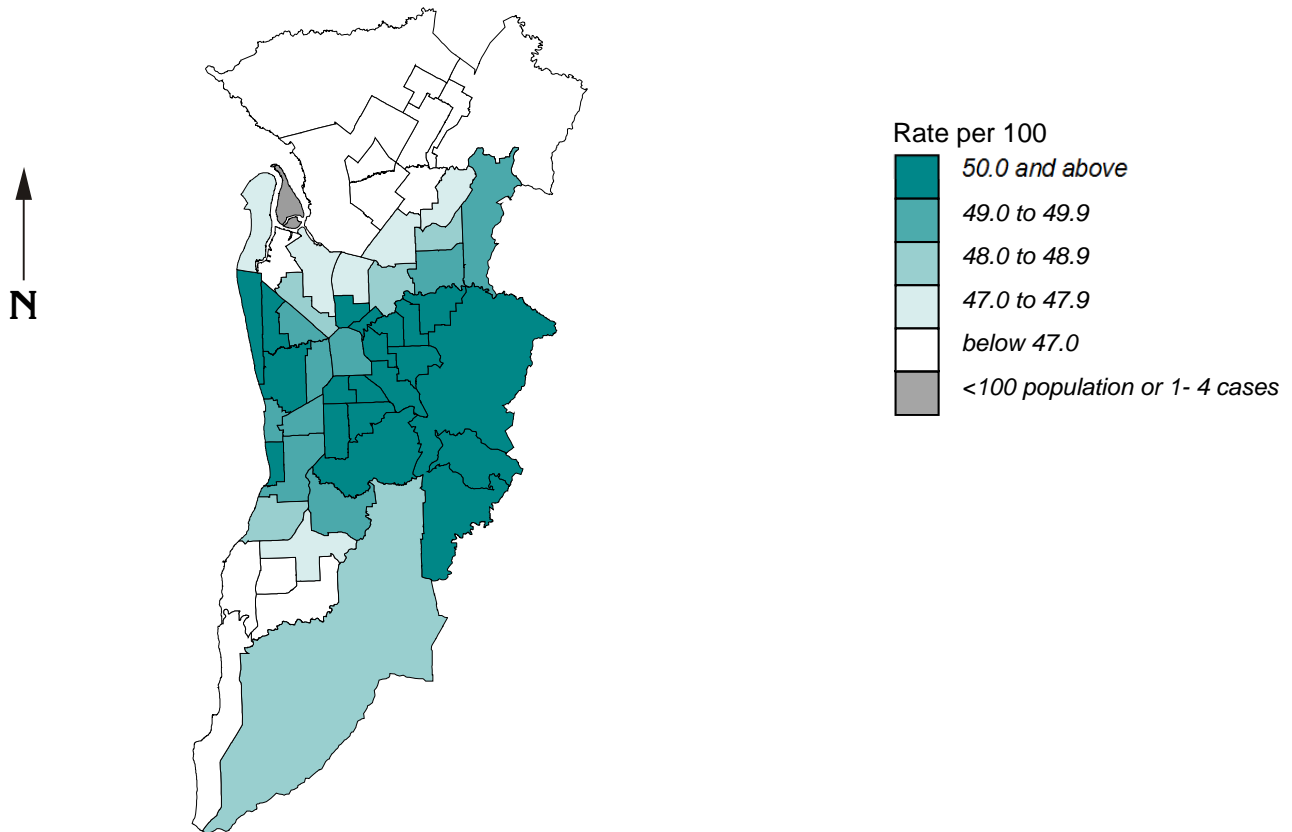 Rate per 100
50.0 and above
49.0 to 49.9
48.0 to 48.9
47.0 to 47.9
below 47.0
<100 population or 1- 4 cases
N